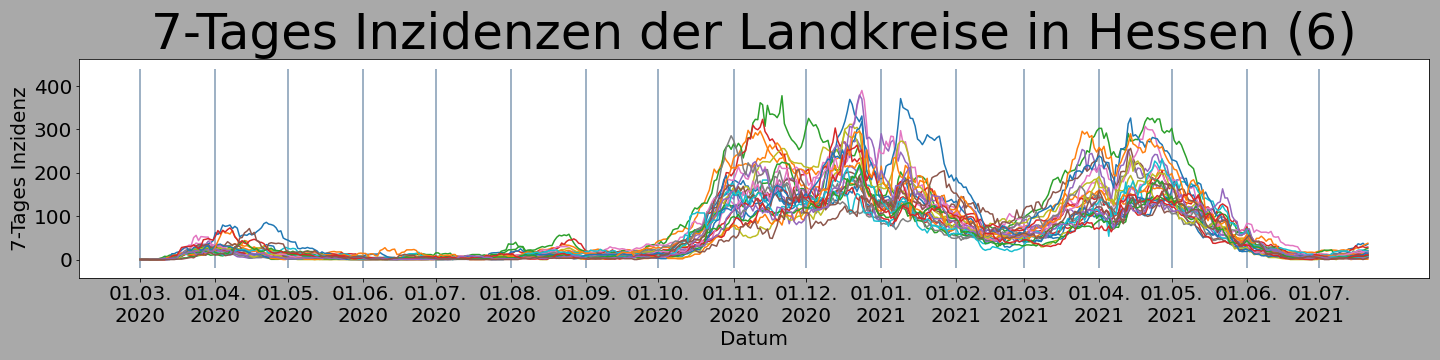 7-Tages Inzidenzen der Landkreise in Hessen (6)
7-Tages Inzidenz
400
300
200
100
0
01.03. 01.04. 01.05. 01.06. 01.07. 01.08. 01.09. 01.10. 01.11. 01.12. 01.01. 01.02. 01.03. 01.04. 01.05. 01.06. 01.07.
2020 2020 2020 2020 2020 2020 2020 2020 2020 2020 2021 2021 2021 2021 2021 2021 2021
Datum